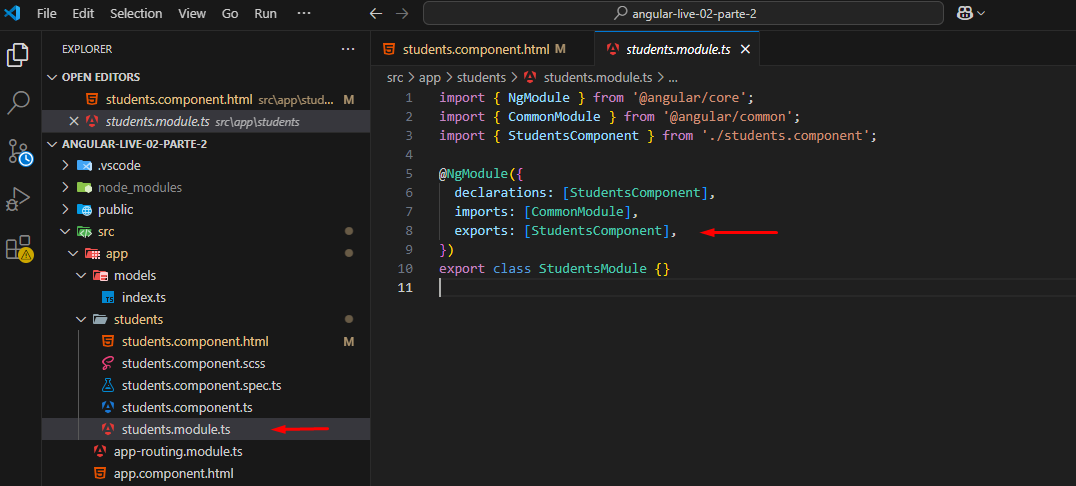 File Edit Selection View Go Run ··· angular-live-02-parte-2
EXPLORER ···
OPEN EDITORS
students.component.html src\app\stud... M
students.module.ts src\app\students
ANGULAR-LIVE-02-PARTE-2
.vscode
node_modules
public
src
app
models
index.ts
students
students.component.html M
students.component.scss
students.component.spec.ts
students.component.ts
students.module.ts
app-routing.module.ts
app.component.html
students.component.html M students.module.ts
src > app > students > students.module.ts > ...
1 import { NgModule } from '@angular/core';
2 import { CommonModule } from '@angular/common';
3 import { StudentsComponent } from './students.component';
4
5 @NgModule({
6 declarations: [StudentsComponent],
7 imports: [CommonModule],
8 exports: [StudentsComponent],
9 })
10 export class StudentsModule {}
11